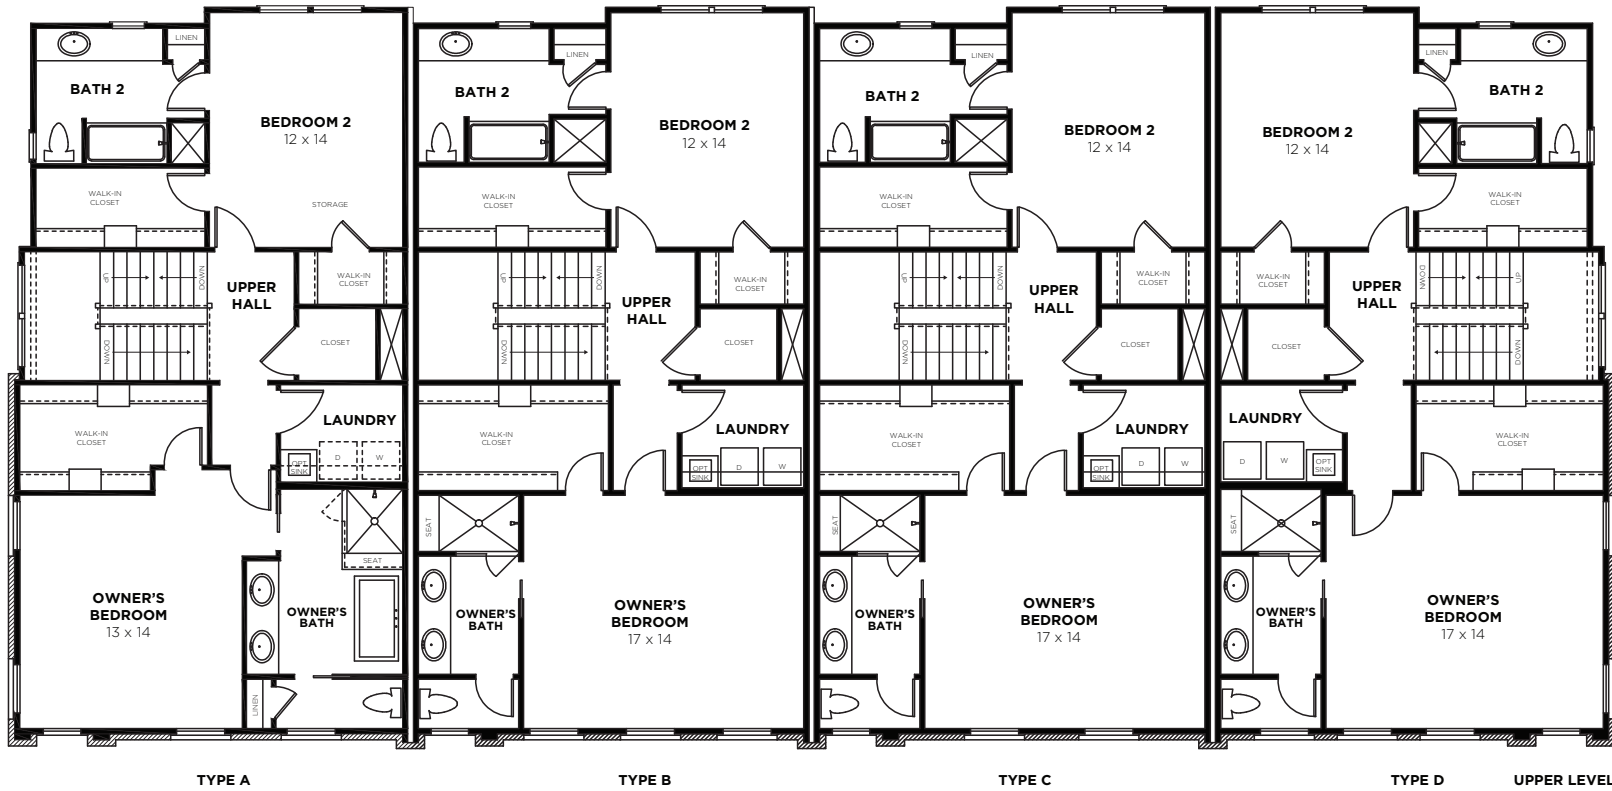 LINEN
BATH 2
BEDROOM 2
12 x 14
WALK-IN
CLOSET
STORAGE
UP
DOWN
UPPER
HALL
WALK-IN
CLOSET
DOWN
CLOSET
LAUNDRY
WALK-IN
CLOSET
OPT
SINK
D
W
SEAT
OWNER'S
BEDROOM
13 x 14
OWNER'S
BATH
LINEN
TYPE A
LINEN
BATH 2
BEDROOM 2
12 x 14
WALK-IN
CLOSET
UP
DOWN
UPPER
HALL
WALK-IN
CLOSET
DOWN
CLOSET
LAUNDRY
WALK-IN
CLOSET
OPT
SINK
D
W
SEAT
OWNER'S
BEDROOM
17 x 14
OWNER'S
BATH
TYPE B
LINEN
BATH 2
BEDROOM 2
12 x 14
WALK-IN
CLOSET
UP
DOWN
UPPER
HALL
WALK-IN
CLOSET
DOWN
CLOSET
LAUNDRY
WALK-IN
CLOSET
OPT
SINK
D
W
SEAT
OWNER'S
BEDROOM
17 x 14
OWNER'S
BATH
TYPE C
LINEN
BATH 2
BEDROOM 2
12 x 14
WALK-IN
CLOSET
DOWN
UP
WALK-IN
CLOSET
UPPER
HALL
CLOSET
DOWN
LAUNDRY
WALK-IN
CLOSET
D
W
OPT
SINK
SEAT
OWNER'S
BEDROOM
17 x 14
OWNER'S
BATH
TYPE D
UPPER LEVEL